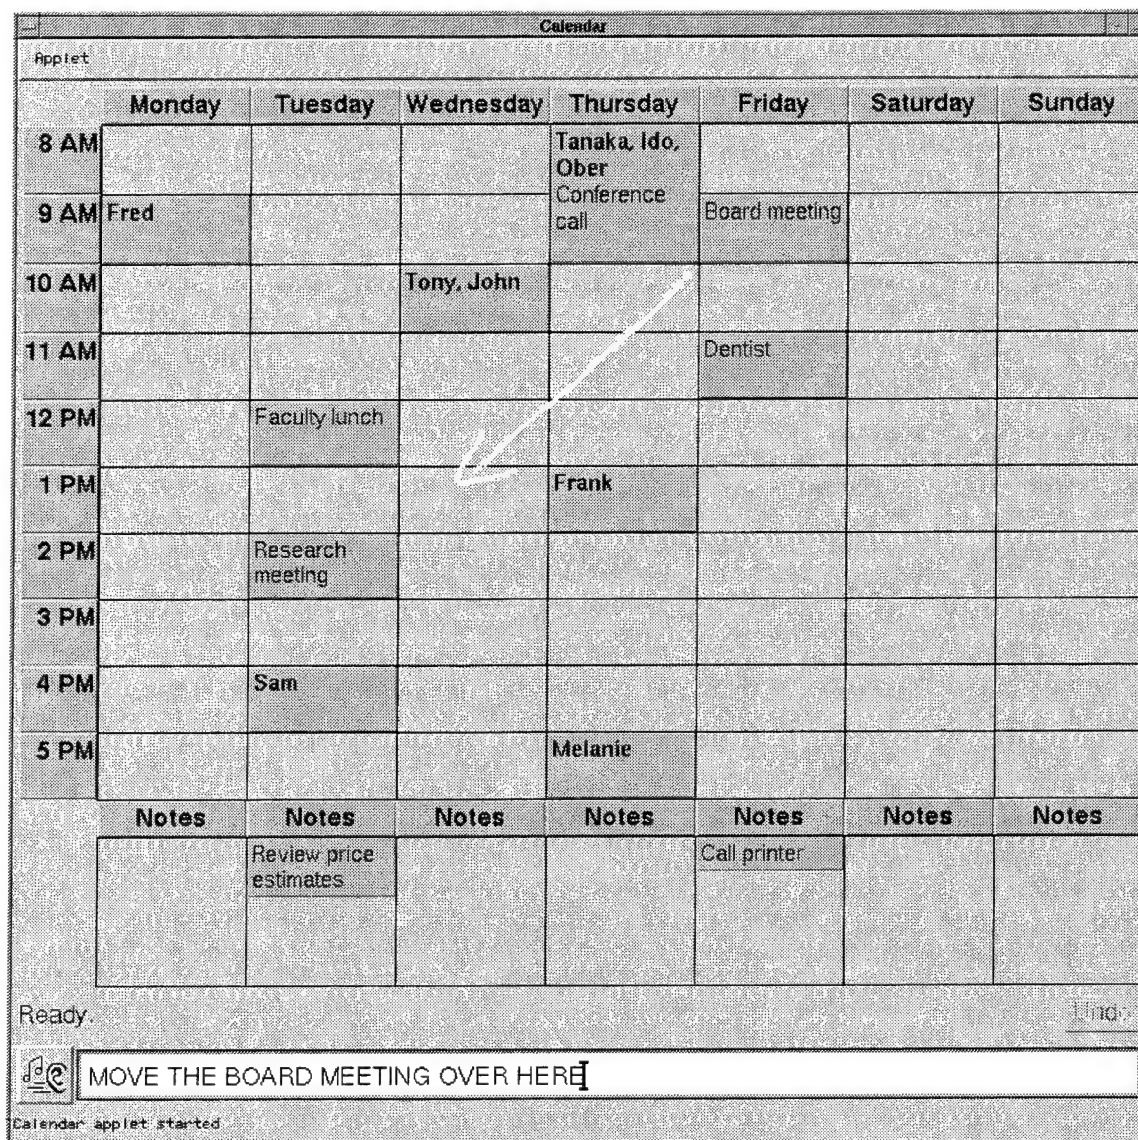 Calendar
Applet
Monday Tuesday Wednesday Thursday Friday Saturday Sunday
8 AM
Tanaka, Ido,
Ober
Conference
call
9 AM
Fred
Board meeting
10 AM
Tony, John
11 AM
Dentist
12 PM
Faculty lunch
1 PM
Frank
2 PM
Research
meeting
3 PM
4 PM
Sam
5 PM
Melanie
Notes Notes Notes Notes Notes Notes Notes
Review price
estimates
Call printer
Ready.
MOVE THE BOARD MEETING OVER HERE
Calendar applet started